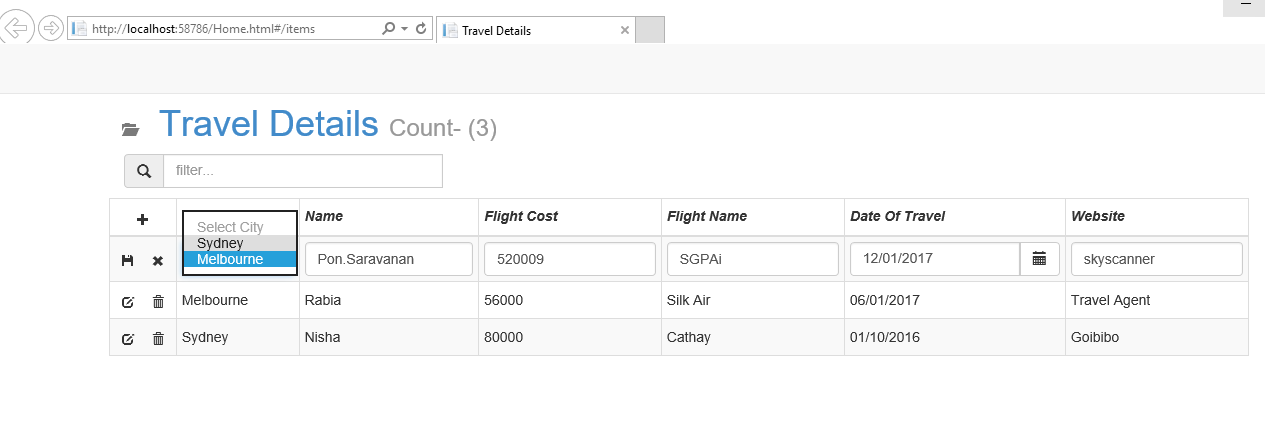 http://localhost:58786/Home.html#/items
Travel Details
Travel Details Count- (3)
filter...
Name Flight Cost Flight Name Date Of Travel Website
Select City
Sydney
Melbourne Pon.Saravanan 520009 SGPAi 12/01/2017 skyscanner
Melbourne Rabia 56000 Silk Air 06/01/2017 Travel Agent
Sydney Nisha 80000 Cathay 01/10/2016 Goibibo